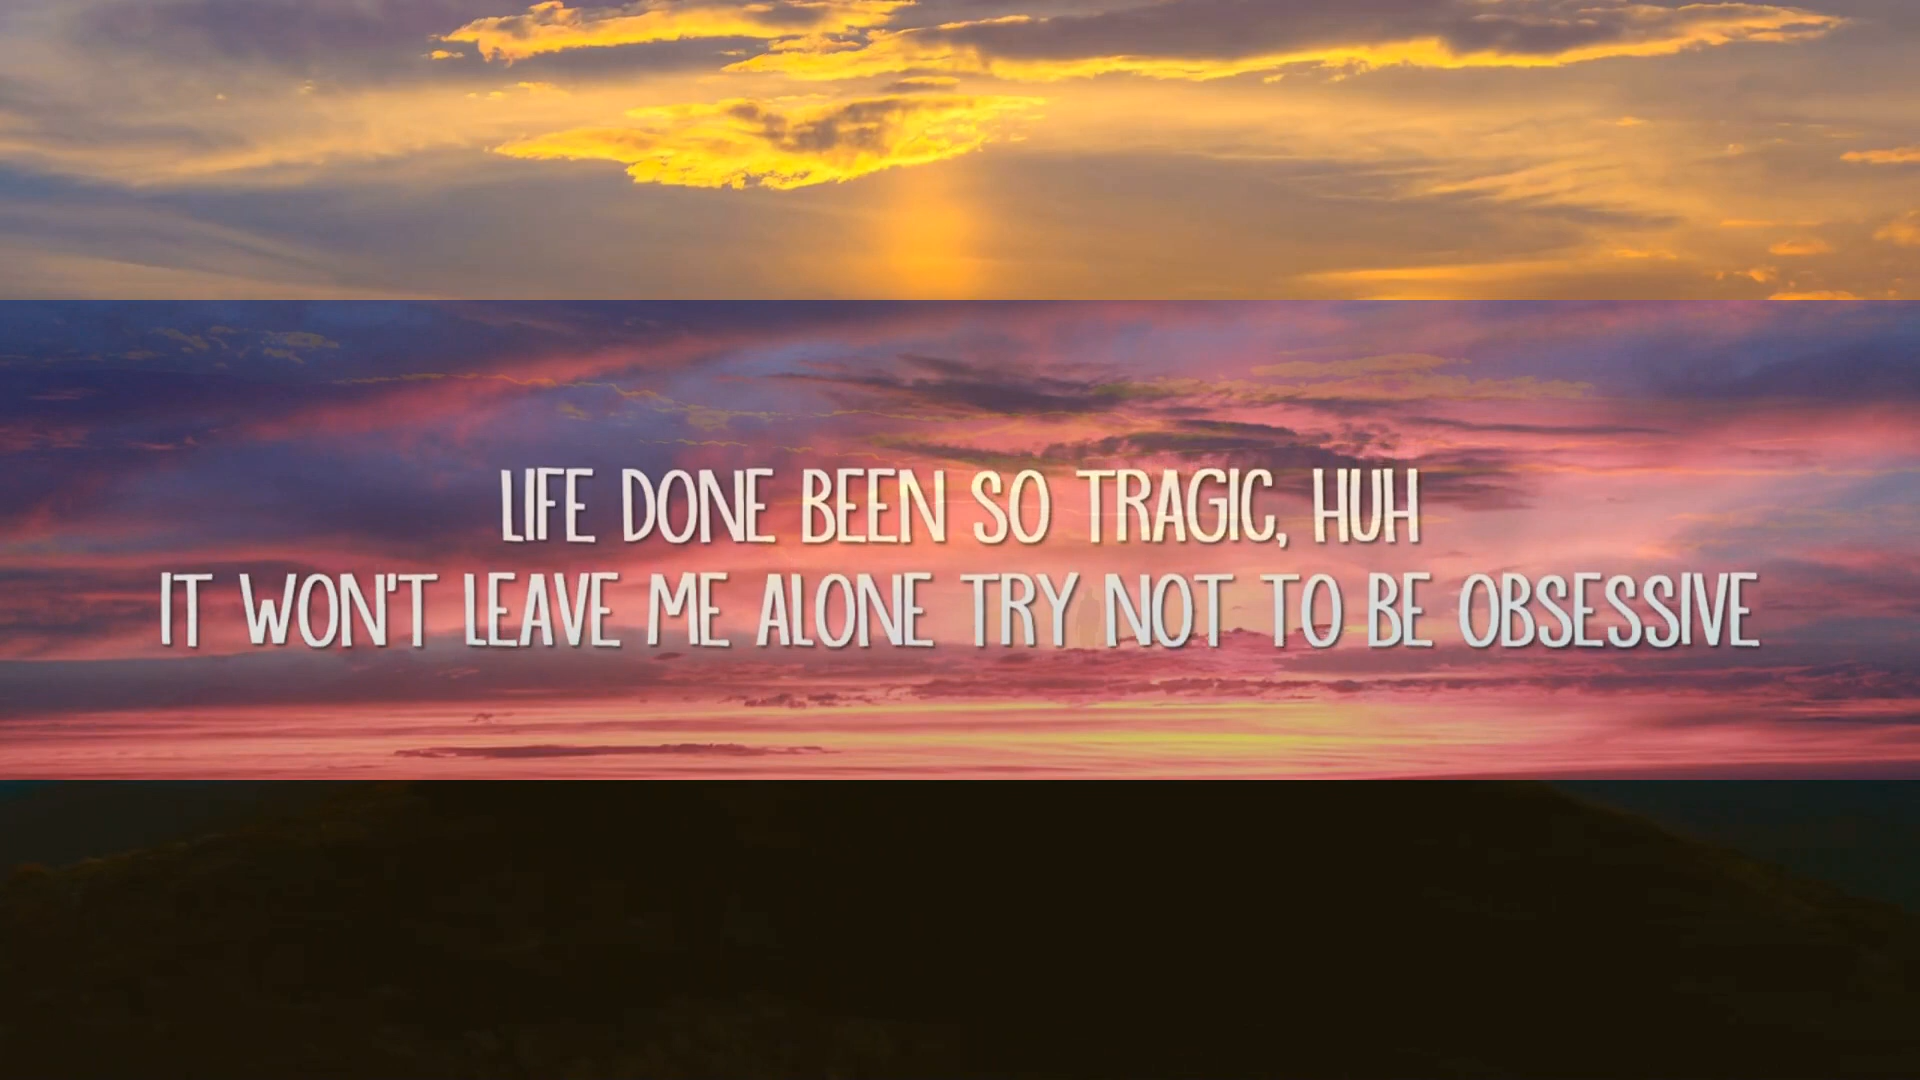 LIFE DONE BEEN SO TRAGIC, HUH
IT WON'T LEAVE ME ALONE TRY NOT TO BE OBSESSIVE